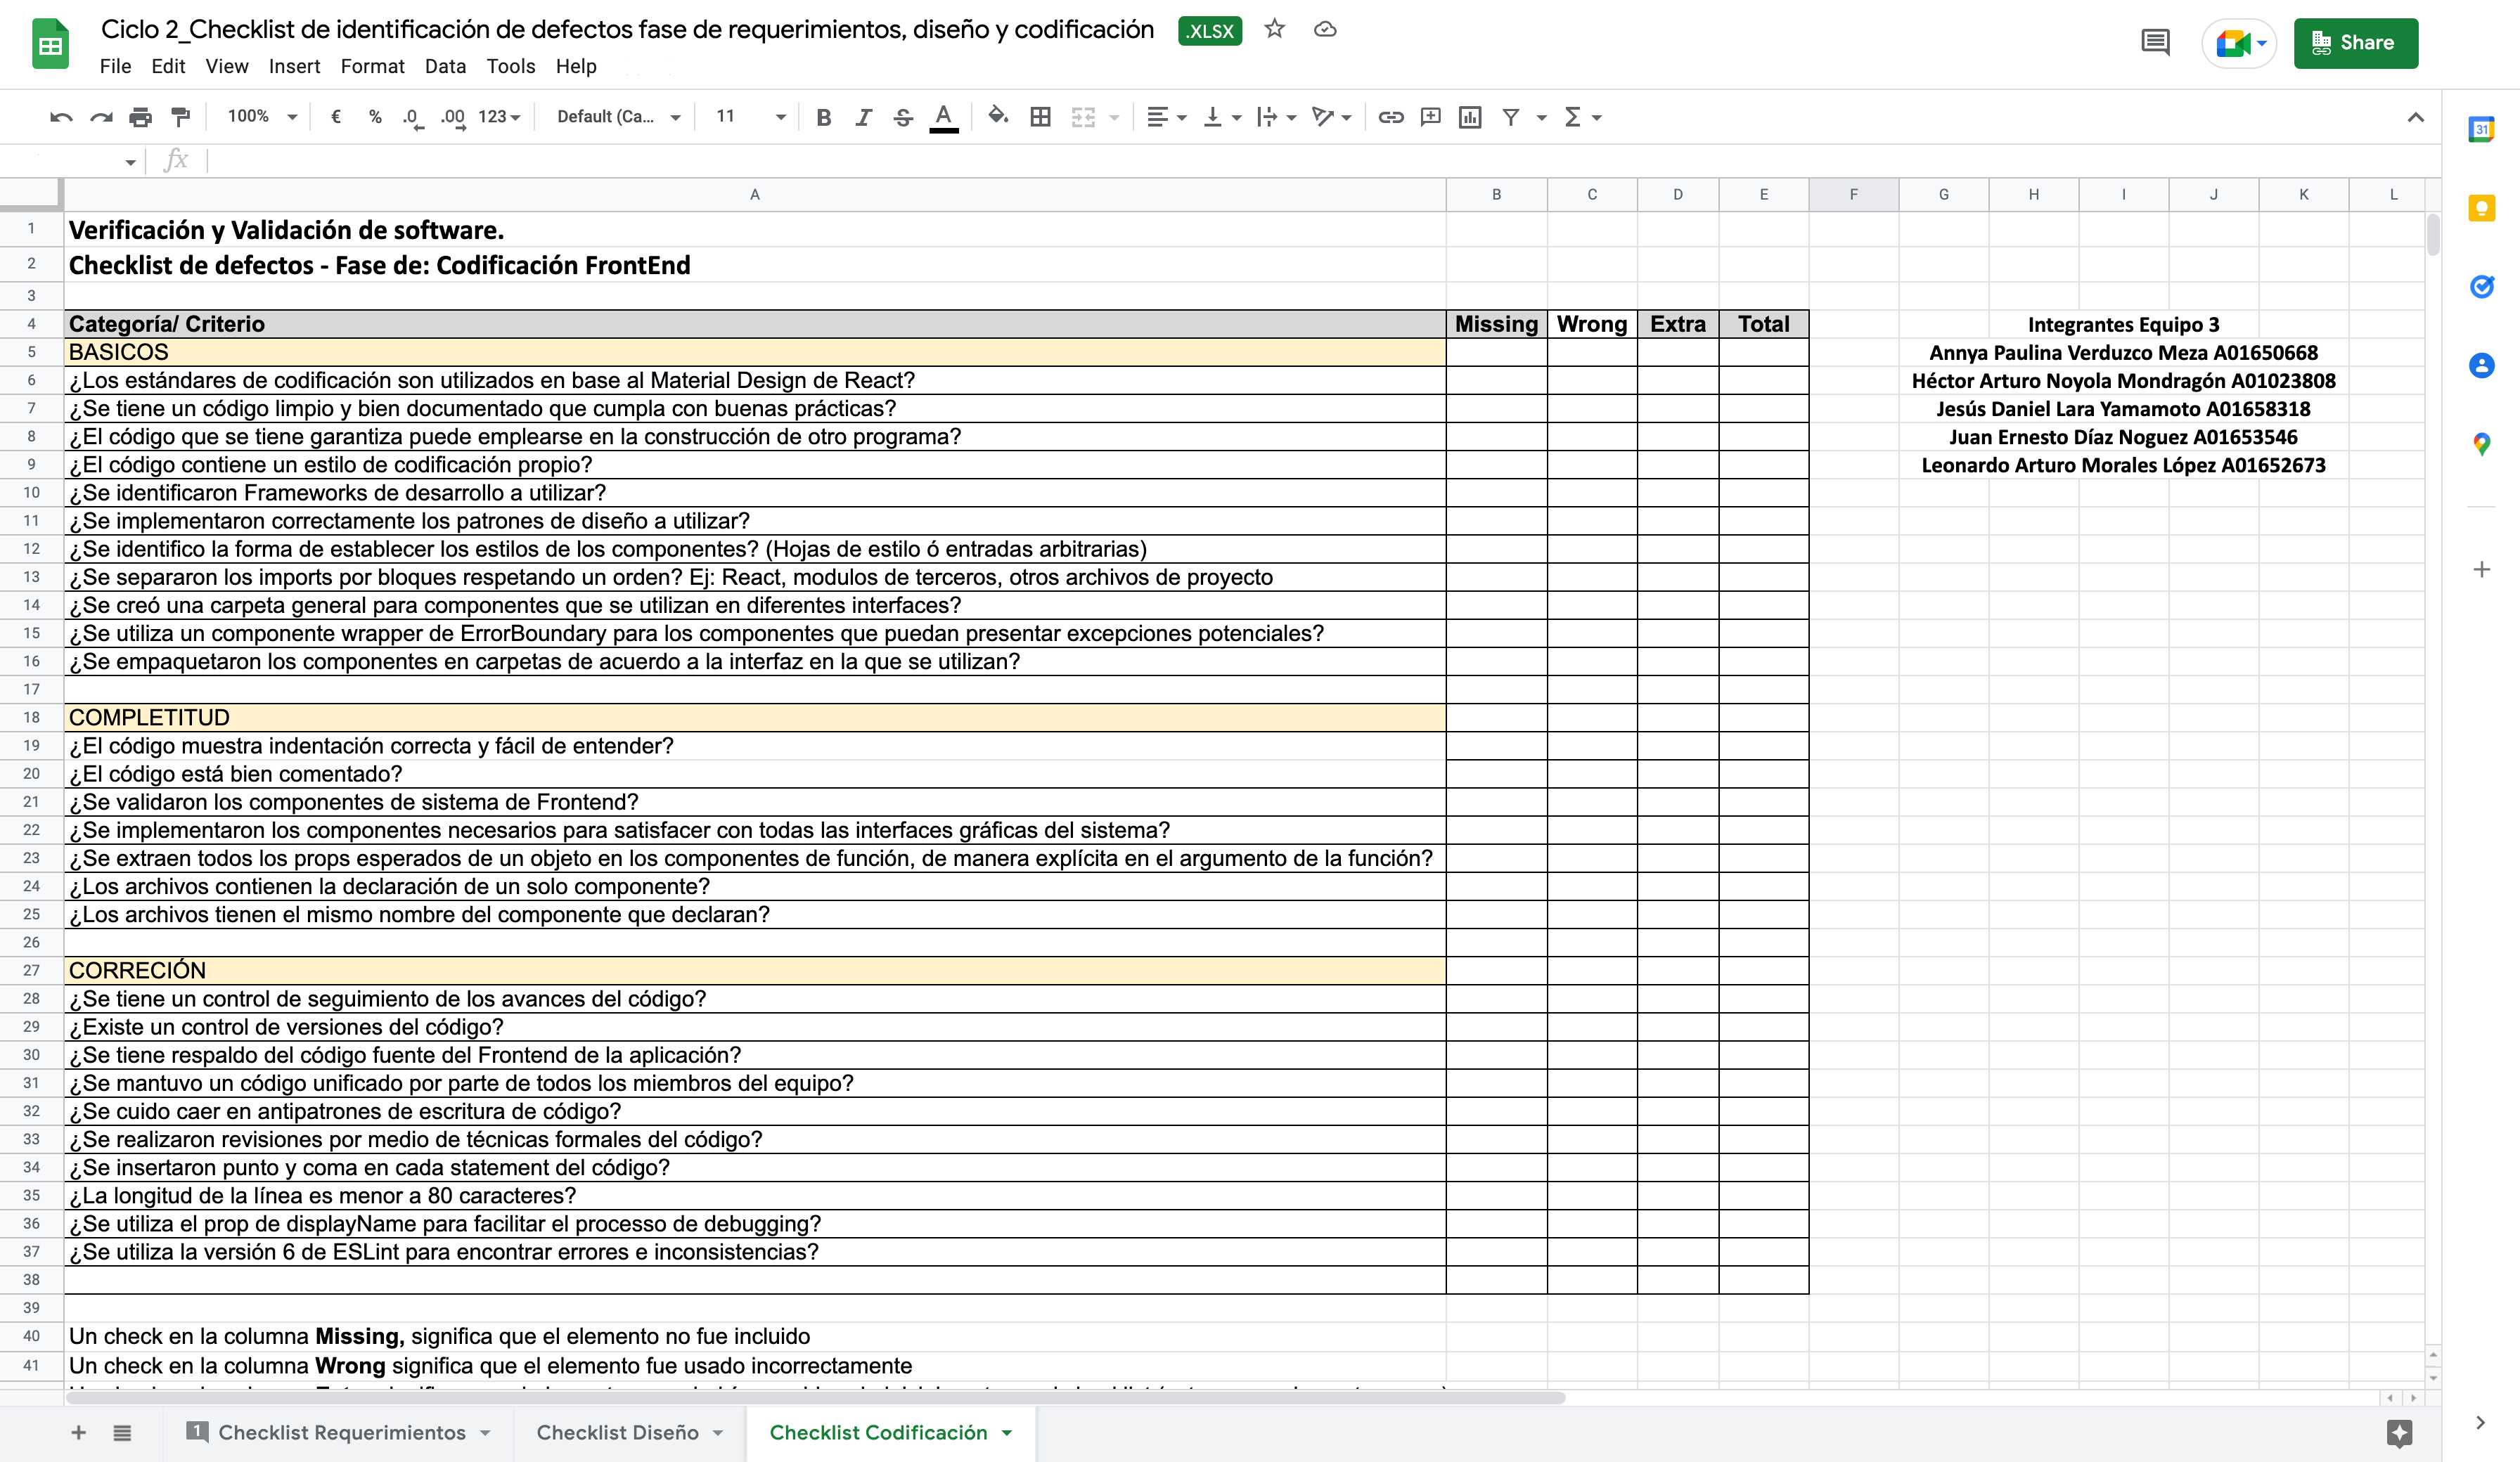 Ciclo 2_Checklist de identificación de defectos fase de requerimientos, diseño y codificación .XLSX
File Edit View Insert Format Data Tools Help
Share
100% € % .0 .00 123 Default (Ca... 11 B I S A Σ
fx
31
A B C D E F G H I J K L
1 Verificación y Validación de software.
2 Checklist de defectos - Fase de: Codificación FrontEnd
3
4 Categoría/ Criterio Missing Wrong Extra Total Integrantes Equipo 3
5 BASICOS Annya Paulina Verduzco Meza A01650668
6 ¿Los estándares de codificación son utilizados en base al Material Design de React? Héctor Arturo Noyola Mondragón A01023808
7 ¿Se tiene un código limpio y bien documentado que cumpla con buenas prácticas? Jesús Daniel Lara Yamamoto A01658318
8 ¿El código que se tiene garantiza puede emplearse en la construcción de otro programa? Juan Ernesto Díaz Noguez A01653546
9 ¿El código contiene un estilo de codificación propio? Leonardo Arturo Morales López A01652673
10 ¿Se identificaron Frameworks de desarrollo a utilizar?
11 ¿Se implementaron correctamente los patrones de diseño a utilizar?
12 ¿Se identifico la forma de establecer los estilos de los componentes? (Hojas de estilo ó entradas arbitrarias)
13 ¿Se separaron los imports por bloques respetando un orden? Ej: React, modulos de terceros, otros archivos de proyecto
14 ¿Se creó una carpeta general para componentes que se utilizan en diferentes interfaces?
15 ¿Se utiliza un componente wrapper de ErrorBoundary para los componentes que puedan presentar excepciones potenciales?
16 ¿Se empaquetaron los componentes en carpetas de acuerdo a la interfaz en la que se utilizan?
17
18 COMPLETITUD
19 ¿El código muestra indentación correcta y fácil de entender?
20 ¿El código está bien comentado?
21 ¿Se validaron los componentes de sistema de Frontend?
22 ¿Se implementaron los componentes necesarios para satisfacer con todas las interfaces gráficas del sistema?
23 ¿Se extraen todos los props esperados de un objeto en los componentes de función, de manera explícita en el argumento de la función?
24 ¿Los archivos contienen la declaración de un solo componente?
25 ¿Los archivos tienen el mismo nombre del componente que declaran?
26
27 CORRECIÓN
28 ¿Se tiene un control de seguimiento de los avances del código?
29 ¿Existe un control de versiones del código?
30 ¿Se tiene respaldo del código fuente del Frontend de la aplicación?
31 ¿Se mantuvo un código unificado por parte de todos los miembros del equipo?
32 ¿Se cuido caer en antipatrones de escritura de código?
33 ¿Se realizaron revisiones por medio de técnicas formales del código?
34 ¿Se insertaron punto y coma en cada statement del código?
35 ¿La longitud de la línea es menor a 80 caracteres?
36 ¿Se utiliza el prop de displayName para facilitar el proceso de debugging?
37 ¿Se utiliza la versión 6 de ESLint para encontrar errores e inconsistencias?
38
39
40 Un check en la columna Missing, significa que el elemento no fue incluido
41 Un check en la columna Wrong significa que el elemento fue usado incorrectamente
1 Checklist Requerimientos Checklist Diseño Checklist Codificación